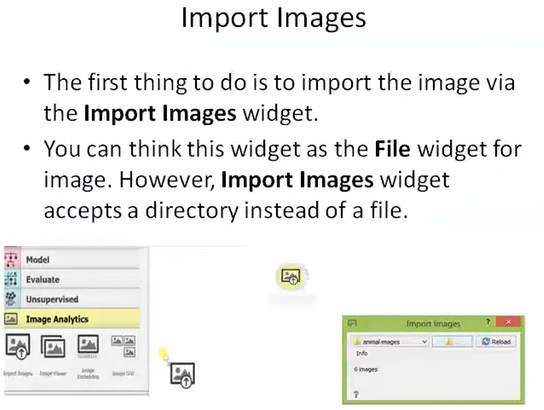 Import Images
• The first thing to do is to import the image via
the Import Images widget.
• You can think this widget as the File widget for
image. However, Import Images widget
accepts a directory instead of a file.
Model
Evaluate
Unsupervised
Image Analytics
Import Images Image Viewer Image Embedding Image Grid
Import Images ?
animal images Reload
Info
6 images
?